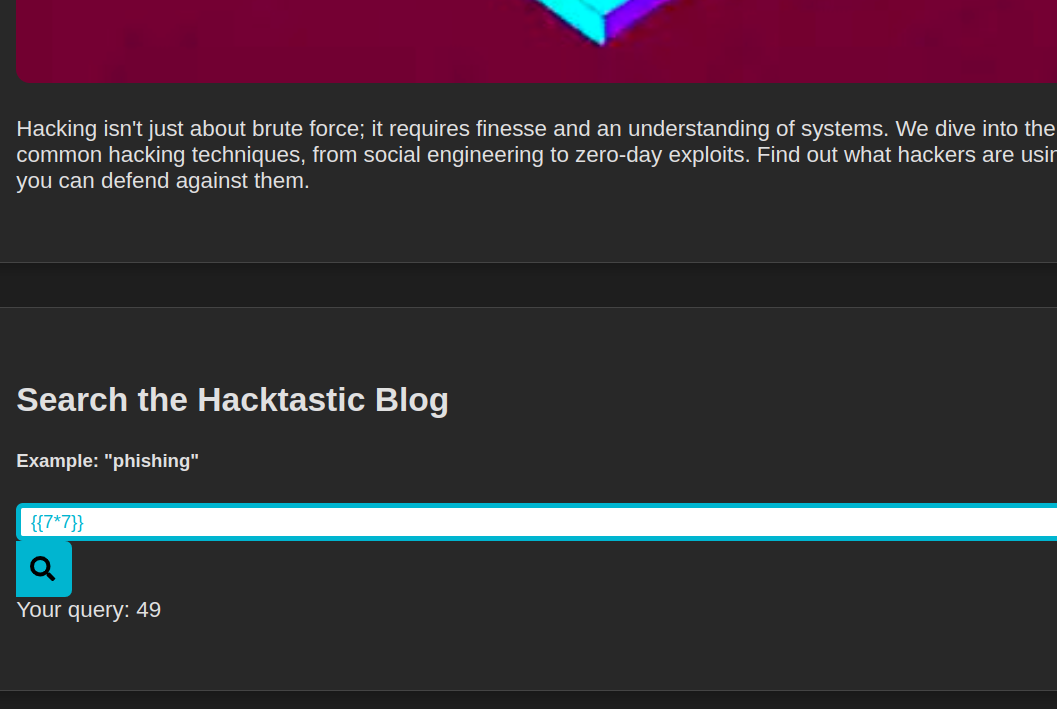 Hacking isn't just about brute force; it requires finesse and an understanding of systems. We dive into the
common hacking techniques, from social engineering to zero-day exploits. Find out what hackers are
you can defend against them.
Search the Hacktastic Blog
Example: "phishing"
{{7*7}}
Your query: 49